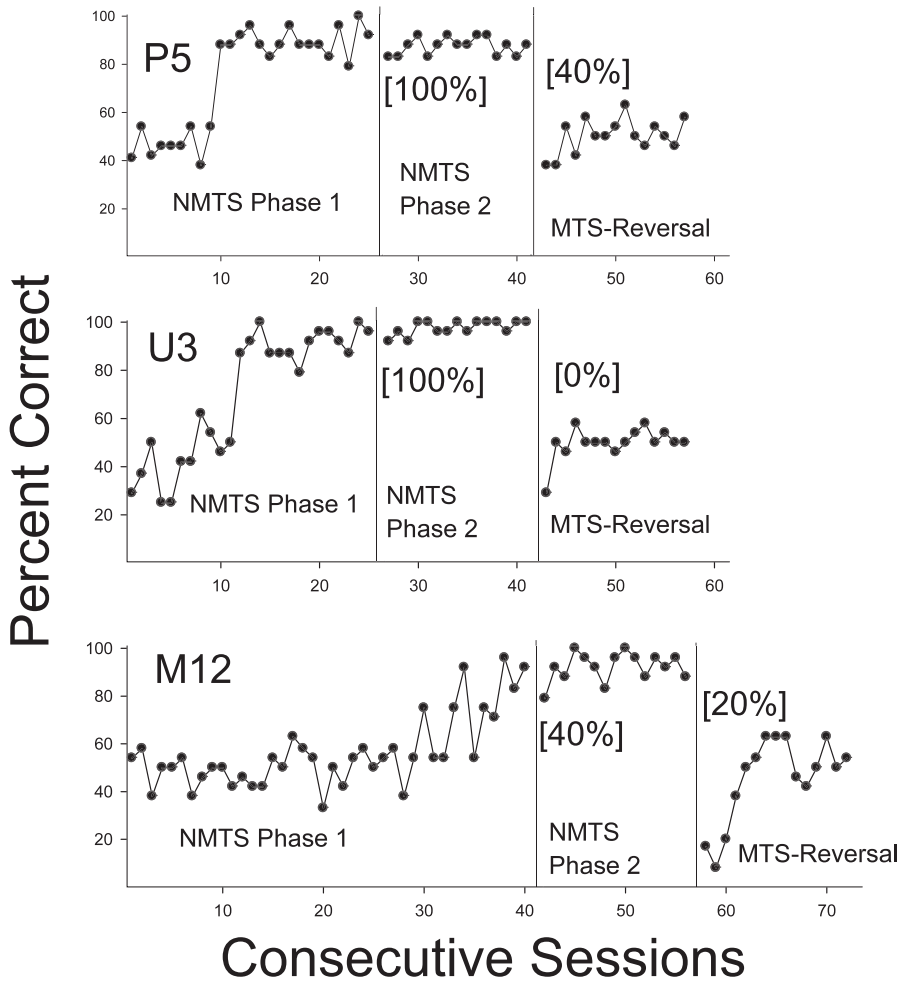 Percent Correct
100
80
60
40
20
P5
[100%]
[40%]
NMTS Phase 1
NMTS
Phase 2
MTS-Reversal
10 20 30 40 50 60
100
80
60
40
20
U3
[100%]
[0%]
NMTS Phase 1
NMTS
Phase 2
MTS-Reversal
10 20 30 40 50 60
100
80
60
40
20
M12
[40%]
[20%]
NMTS Phase 1
NMTS
Phase 2
MTS-Reversal
10 20 30 40 50 60 70
Consecutive Sessions